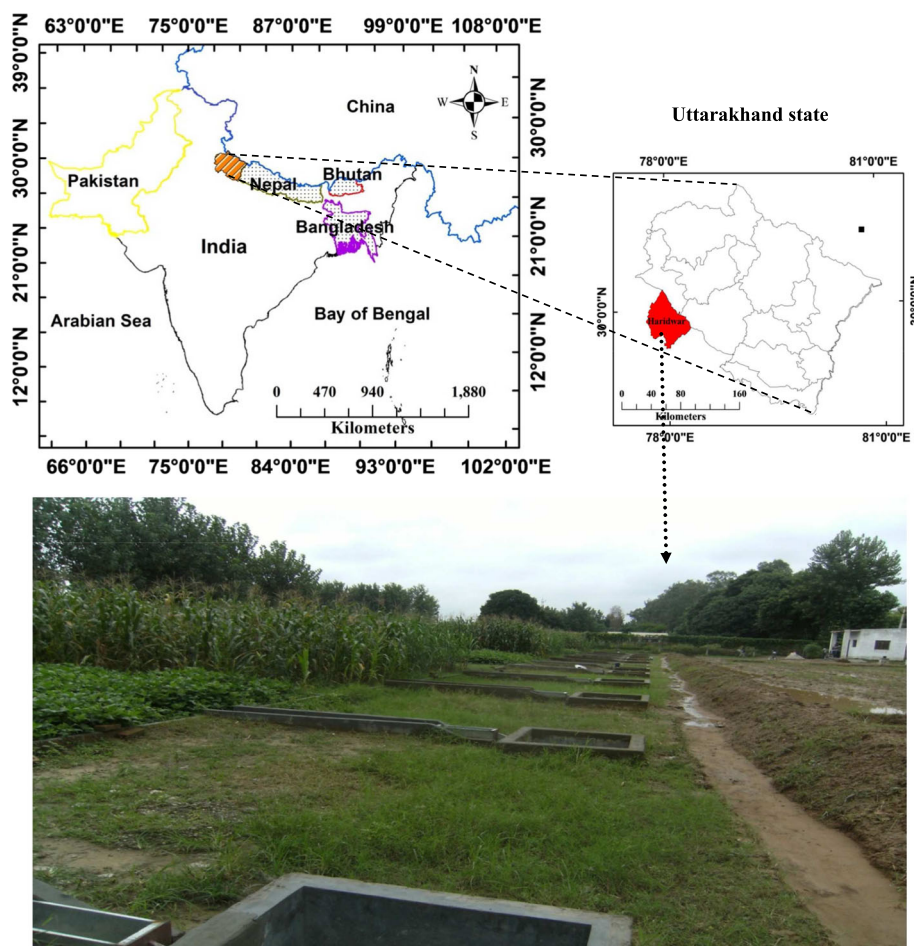 63°0'0"E 75°0'0"E 87°0'0"E 99°0'0"E 108°0'0"E
39°0'0"N
30°0'0"N
21°0'0"N
12°0'0"N
N
W E
S
China
Pakistan
Nepal
Bhutan
Bangladesh
India
Arabian Sea
Bay of Bengal
0 470 940 1,880
Kilometers
30°0'0"N
21°0'0"N
12°0'0"N
66°0'0"E 75°0'0"E 84°0'0"E 93°0'0"E 102°0'0"E
Uttarakhand state
78°0'0"E 81°0'0"E
30°0'0"N
Haridwar
0 40 80 160
Kilometers
78°0'0"E 81°0'0"E